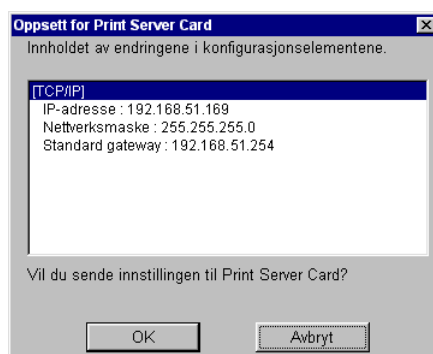 Oppsett for Print Server Card
Innholdet av endringene i konfigurasjonselementene.
[TCP/IP]
IP-adresse : 192.168.51.169
Nettverksmaske : 255.255.255.0
Standard gateway : 192.168.51.254
Vil du sende innstillingen til Print Server Card?
OK
Avbryt